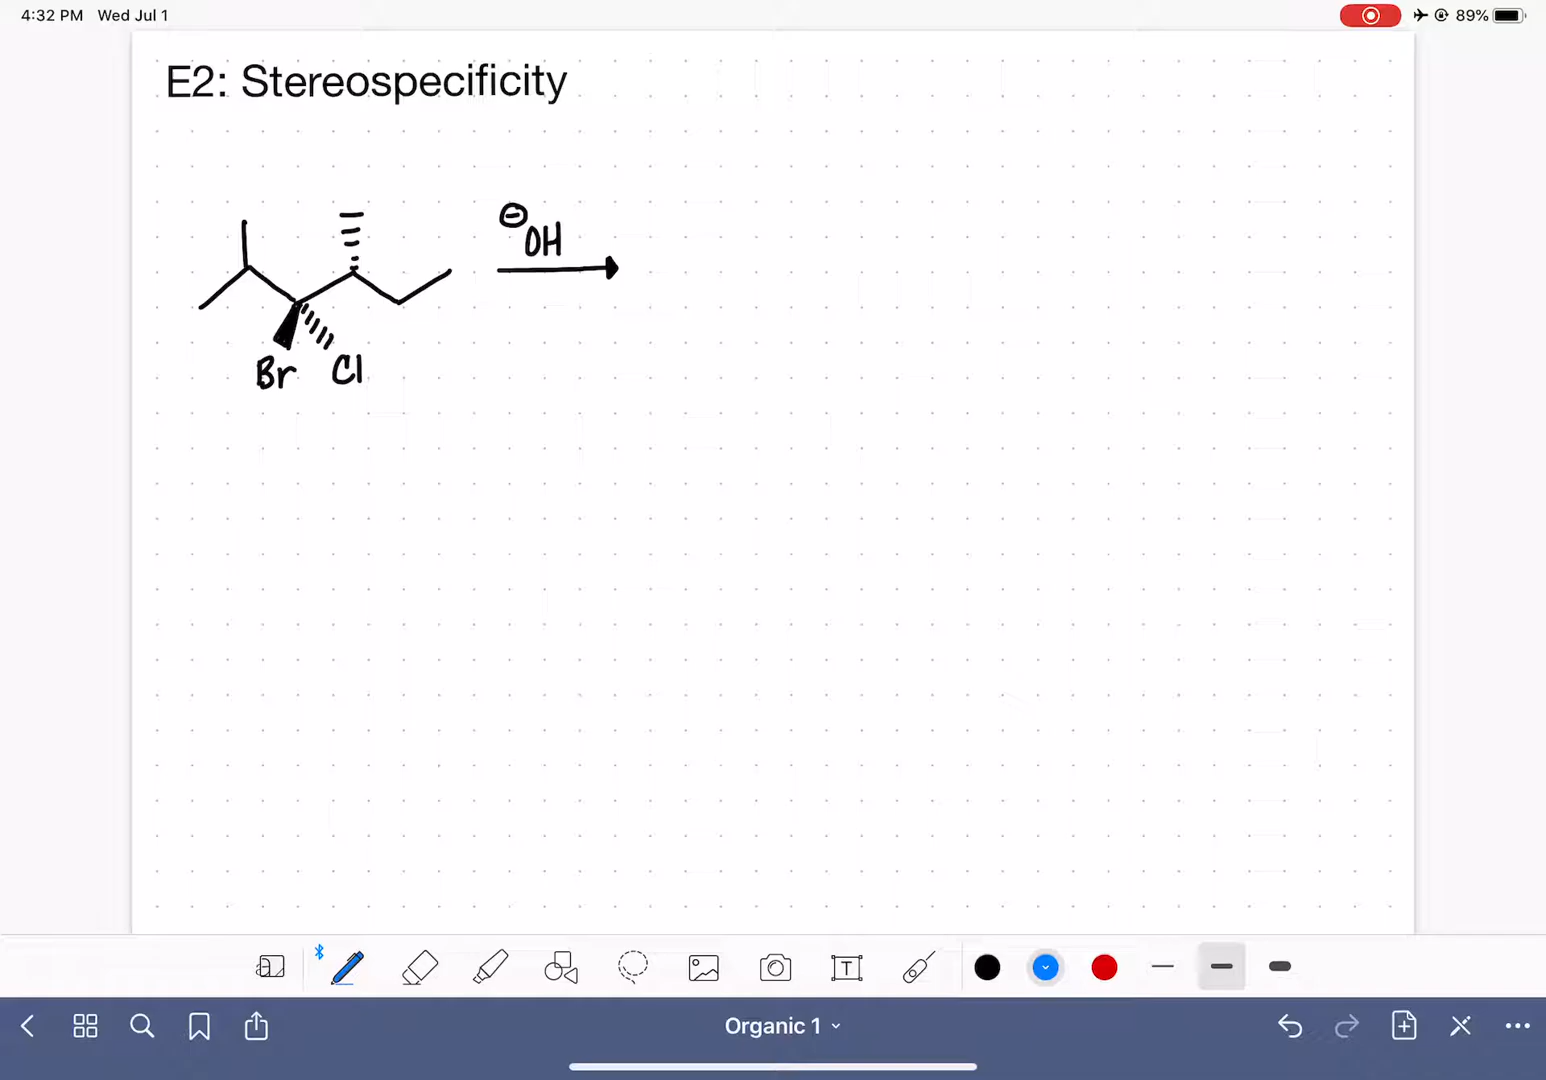 4:32 PM Wed Jul 1
89%
E2: Stereospecificity
⊖
OH
Br Cl
T
Organic 1